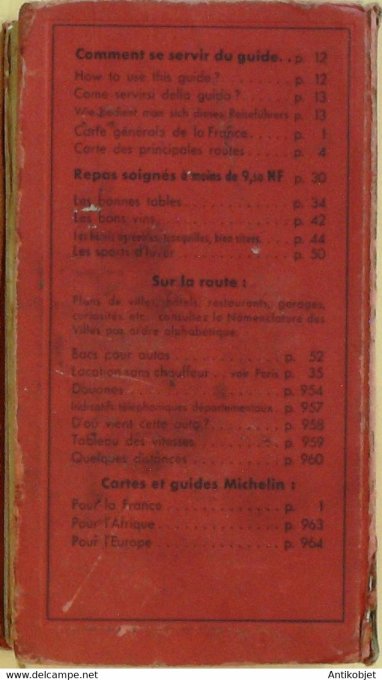 Comment se servir du guide. . p. 12
How to use this guide ? . . . . . . p. 12
Come servirsi della guida ? . . . . p. 13
Wie bedient man sich dieses Reiseführers p. 13
Carte générale de la France . . . . . p. 1
Carte des principales routes . . . . p. 4
Repas soignés à moins de 9,50 NF p. 30
Les bonnes tables . . . . . . . . . . p. 34
Les bons vins . . . . . . . . . . . . p. 42
Les hôtels agréables, tranquilles, bien situés. p. 44
Les sports d'hiver . . . . . . . . . . p. 50
Sur la route :
Plans de villes, hôtels, restaurants, garages,
curiosités etc. consultez la Nomenclature des
Villes par ordre alphabétique.
Bacs pour autos . . . . . . . . . . . p. 52
Location sans chauffeur . . voir Paris p. 35
Douanes . . . . . . . . . . . . . . p. 954
Indicatifs téléphoniques départementaux . p. 957
D'où vient cette auto ? . . . . . . . p. 958
Tableau des vitesses . . . . . . . . p. 959
Quelques distances . . . . . . . . . p. 960
Cartes et guides Michelin :
Pour la France . . . . . . . . . . . . p. 1
Pour l'Afrique . . . . . . . . . . . p. 963
Pour l'Europe . . . . . . . . . . . p. 964
www.antikobjet.com - Antikobjet